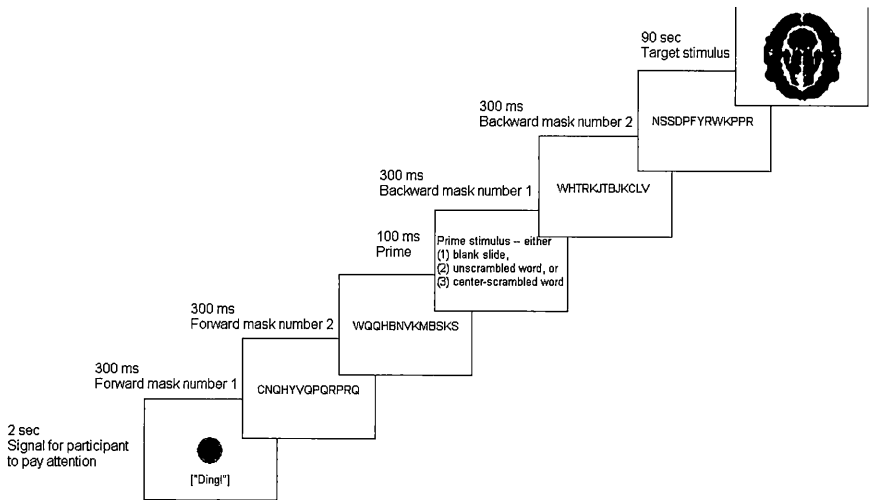 90 sec
Target stimulus
300 ms
Backward mask number 2
NSSDPFYRWKPPR
300 ms
Backward mask number 1
WHTRKJTBJKCLV
100 ms
Prime
Prime stimulus -- either
(1) blank slide,
(2) unscrambled word, or
(3) center-scrambled word
300 ms
Forward mask number 2
WQQHBNVKMBSKS
300 ms
Forward mask number 1
CNQHYVQPQRPRQ
2 sec
Signal for participant
to pay attention
["Ding!"]